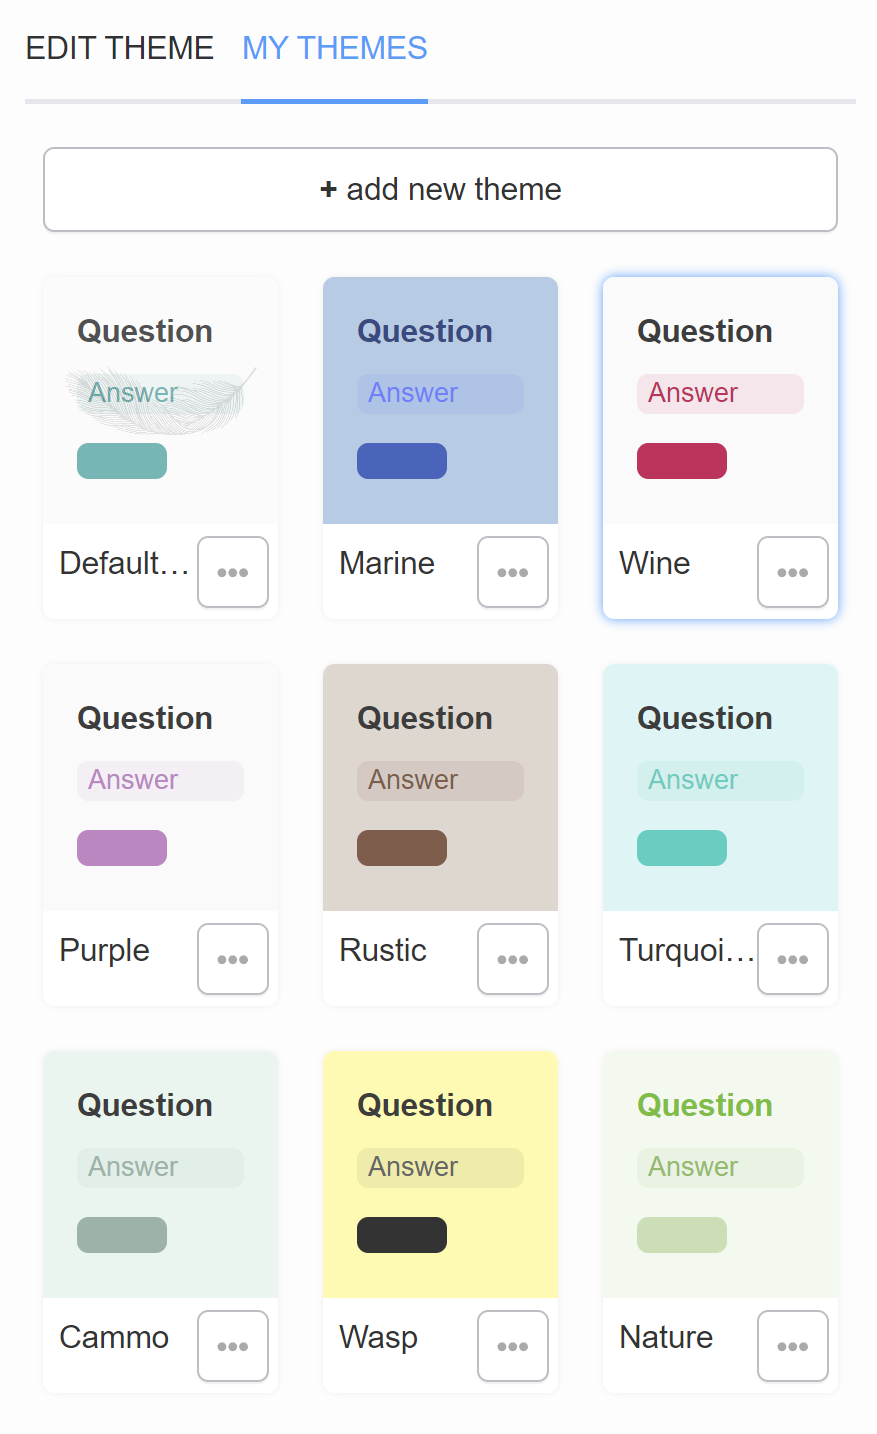 EDIT THEME MY THEMES
+ add new theme
Question Question Question
Answer Answer Answer
Default... Marine Wine
Question Question Question
Answer Answer Answer
Purple Rustic Turquoi...
Question Question Question
Answer Answer Answer
Cammo Wasp Nature